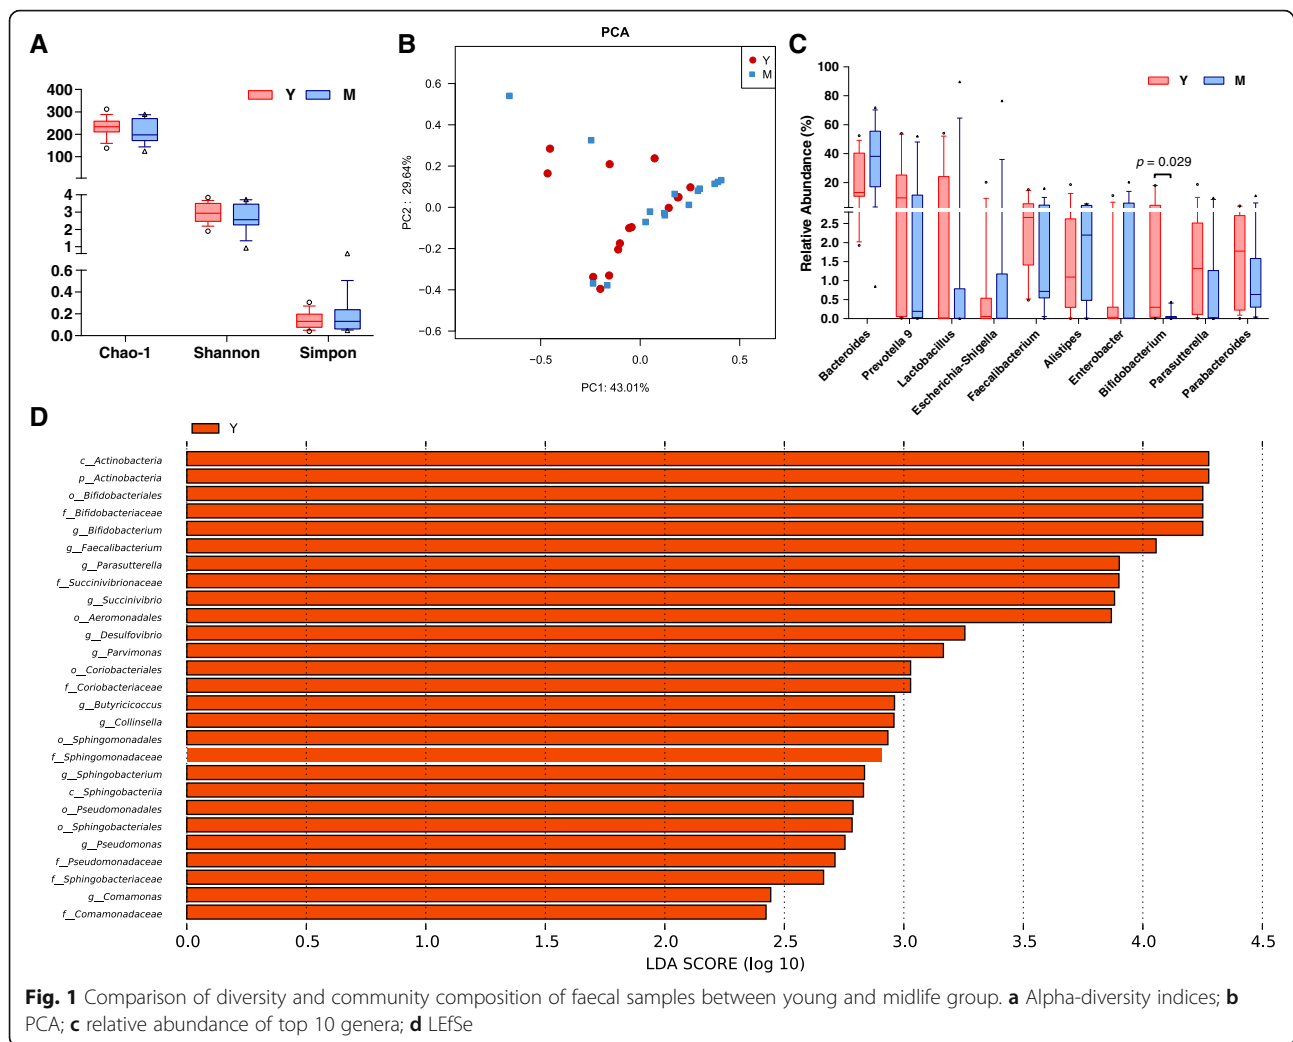 A
Y M
400
300
200
100
4
3
2
1
0.6
0.4
0.2
0.0
Chao-1 Shannon Simpon
B
PCA
Y
M
PC2 : 29.64%
0.6
0.4
0.2
0.0
−0.2
−0.4
−0.6
−0.5 0.0 0.5
PC1: 43.01%
C
Y M
Relative Abundance (%)
100
80
60
40
20
2.5
2.0
1.5
1.0
0.5
0.0
p = 0.029
Bacteroides
Prevotella 9
Lactobacillus
Escherichia-Shigella
Faecalibacterium
Alistipes
Enterobacter
Bifidobacterium
Parasutterella
Parabacteroides
D
Y
c__Actinobacteria
p__Actinobacteria
o__Bifidobacteriales
f__Bifidobacteriaceae
g__Bifidobacterium
g__Faecalibacterium
g__Parasutterella
f__Succinivibrionaceae
g__Succinivibrio
o__Aeromonadales
g__Desulfovibrio
g__Parvimonas
o__Coriobacteriales
f__Coriobacteriaceae
g__Butyricicoccus
g__Collinsella
o__Sphingomonadales
f__Sphingomonadaceae
g__Sphingobacterium
c__Sphingobacteriia
o__Pseudomonadales
o__Sphingobacteriales
g__Pseudomonas
f__Pseudomonadaceae
f__Sphingobacteriaceae
g__Comamonas
f__Comamonadaceae
0.0 0.5 1.0 1.5 2.0 2.5 3.0 3.5 4.0 4.5
LDA SCORE (log 10)
Fig. 1 Comparison of diversity and community composition of faecal samples between young and midlife group. a Alpha-diversity indices; b
PCA; c relative abundance of top 10 genera; d LEfSe